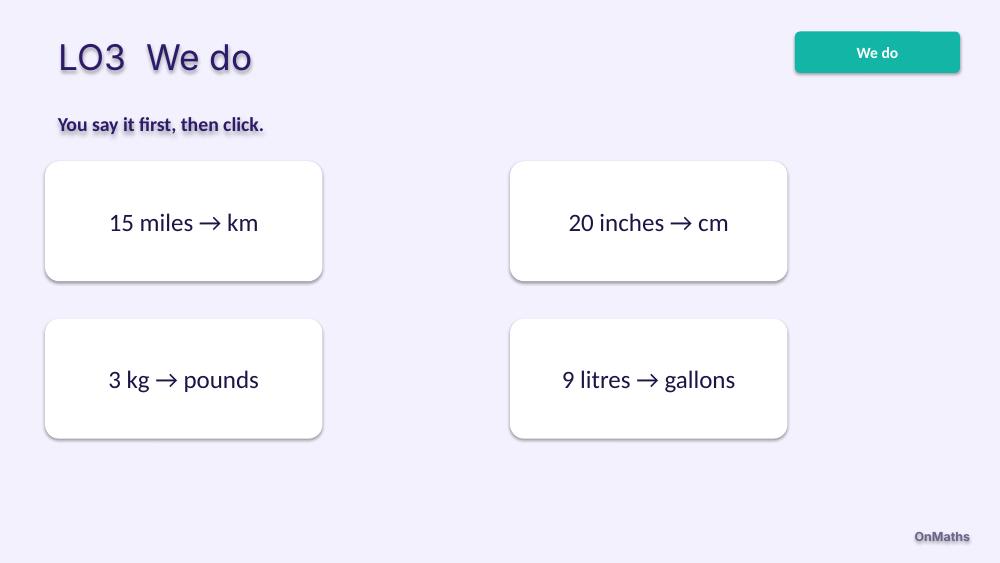 LO3 We do
We do
You say it first, then click.
15 miles → km
20 inches → cm
3 kg → pounds
9 litres → gallons
OnMaths